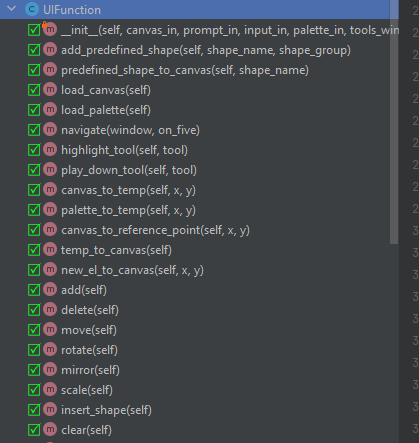 UIFunction
__init__(self, canvas_in, prompt_in, input_in, palette_in, tools_win
add_predefined_shape(self, shape_name, shape_group)
predefined_shape_to_canvas(self, shape_name)
load_canvas(self)
load_palette(self)
navigate(window, on_five)
highlight_tool(self, tool)
play_down_tool(self, tool)
canvas_to_temp(self, x, y)
palette_to_temp(self, x, y)
canvas_to_reference_point(self, x, y)
temp_to_canvas(self)
new_el_to_canvas(self, x, y)
add(self)
delete(self)
move(self)
rotate(self)
mirror(self)
scale(self)
insert_shape(self)
clear(self)